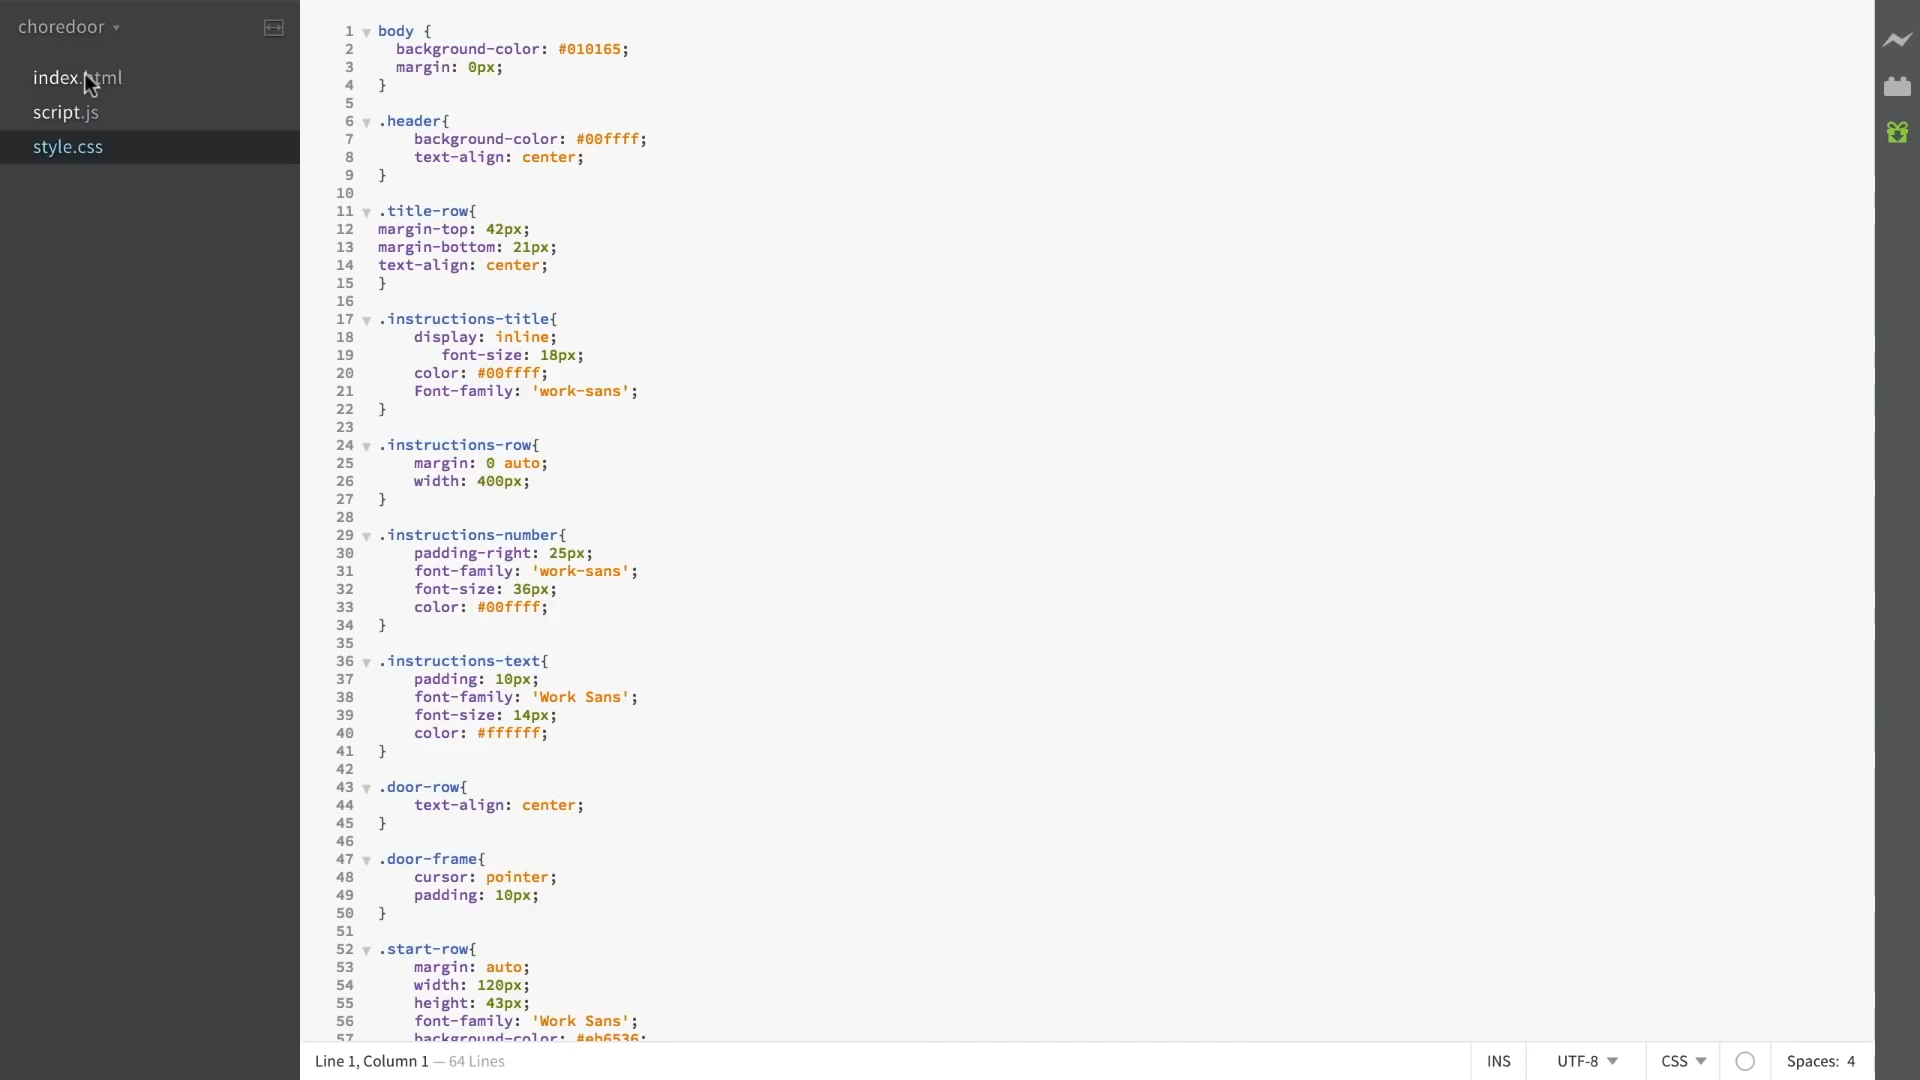 choredoor
index.html
script.js
style.css
1 body {
2 background-color: #010165;
3 margin: 0px;
4 }
5
6 .header{
7 background-color: #00ffff;
8 text-align: center;
9 }
10
11 .title-row{
12 margin-top: 42px;
13 margin-bottom: 21px;
14 text-align: center;
15 }
16
17 .instructions-title{
18 display: inline;
19 font-size: 18px;
20 color: #00ffff;
21 Font-family: 'work-sans';
22 }
23
24 .instructions-row{
25 margin: 0 auto;
26 width: 400px;
27 }
28
29 .instructions-number{
30 padding-right: 25px;
31 font-family: 'work-sans';
32 font-size: 36px;
33 color: #00ffff;
34 }
35
36 .instructions-text{
37 padding: 10px;
38 font-family: 'Work Sans';
39 font-size: 14px;
40 color: #ffffff;
41 }
42
43 .door-row{
44 text-align: center;
45 }
46
47 .door-frame{
48 cursor: pointer;
49 padding: 10px;
50 }
51
52 .start-row{
53 margin: auto;
54 width: 120px;
55 height: 43px;
56 font-family: 'Work Sans';
57 background-color: #eb6536;
Line 1, Column 1 — 64 Lines
INS
UTF-8
CSS
Spaces: 4